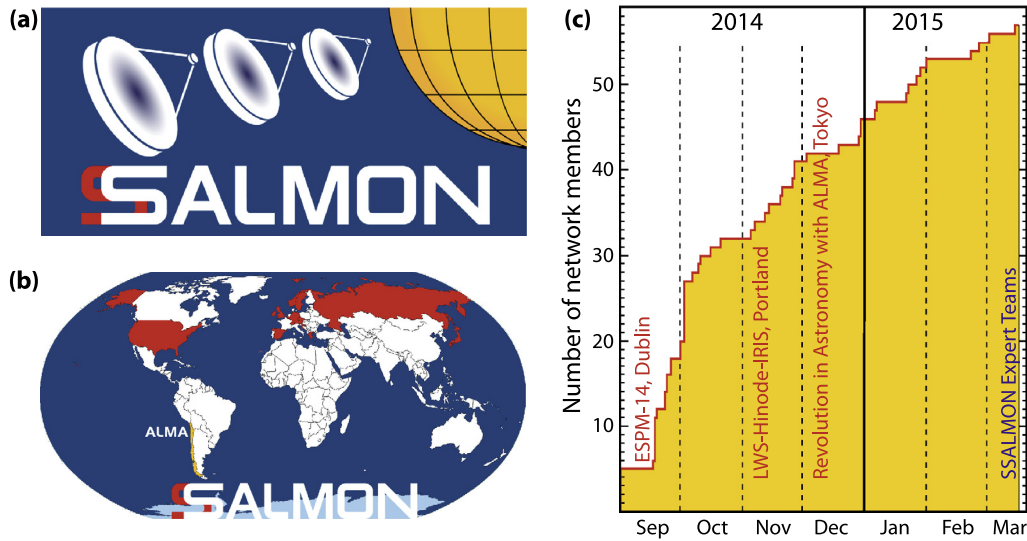 (a)
SSALMON
(b)
ALMA
SSALMON
(c)
2014
2015
Number of network members
50
40
30
20
10
ESPM-14, Dublin
LWS-Hinode-IRIS, Portland
Revolution in Astronomy with ALMA, Tokyo
SSALMON Expert Teams
Sep
Oct
Nov
Dec
Jan
Feb
Mar